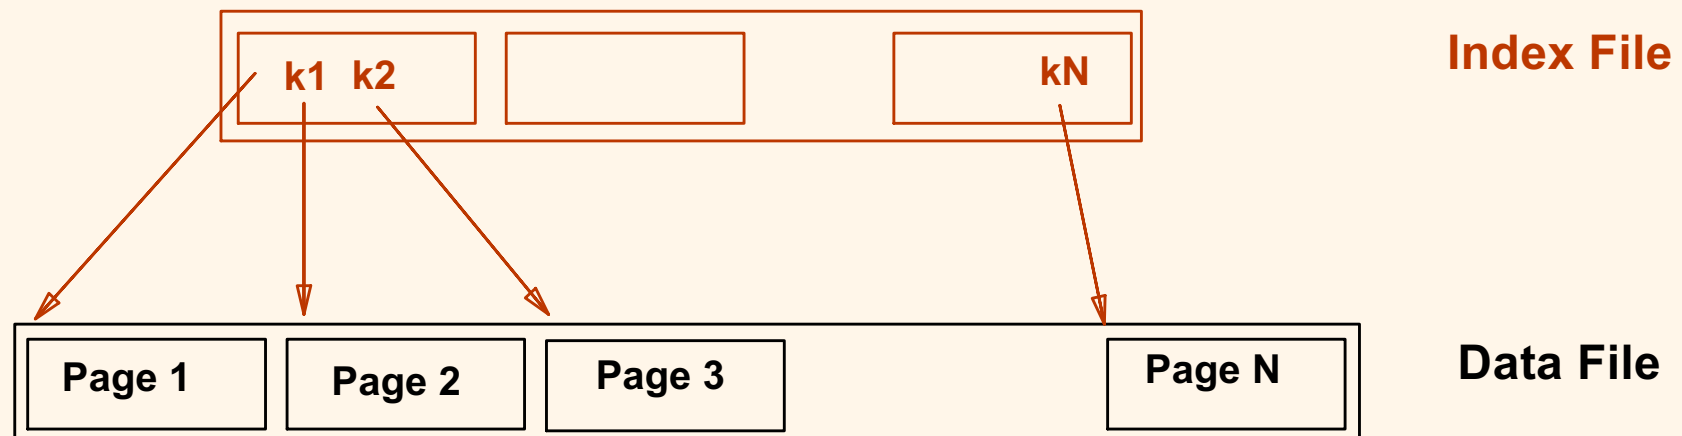 k1 k2
kN
Index File
Page 1
Page 2
Page 3
Page N
Data File